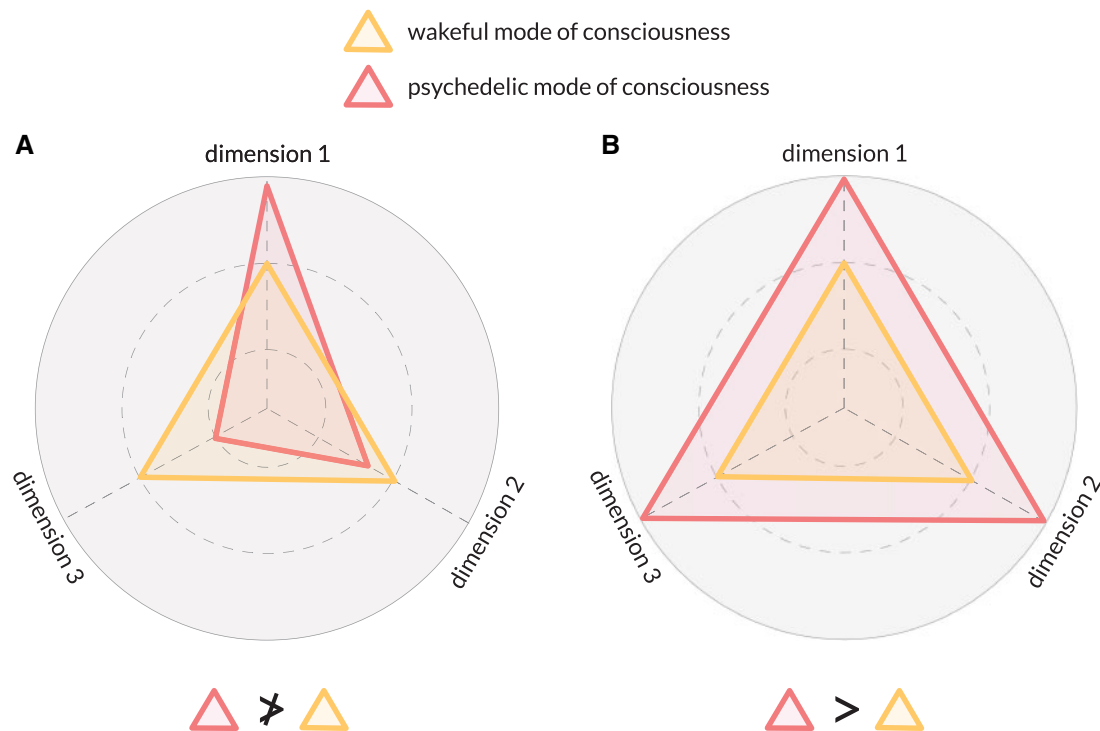 wakeful mode of consciousness
psychedelic mode of consciousness
A
B
dimension 1
dimension 1
dimension 3
dimension 2
dimension 3
dimension 2
≯
>